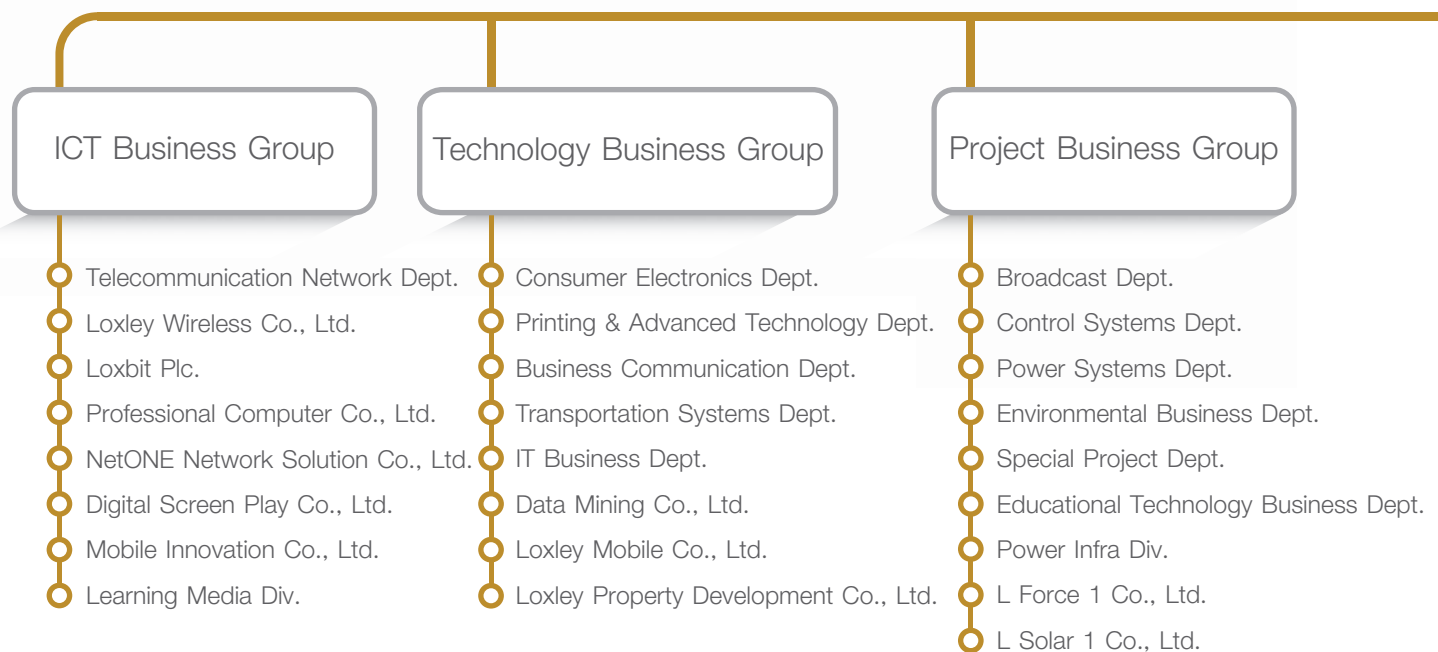 ICT Business Group
Telecommunication Network Dept.
Loxley Wireless Co., Ltd.
Loxbit Plc.
Professional Computer Co., Ltd.
NetONE Network Solution Co., Ltd.
Digital Screen Play Co., Ltd.
Mobile Innovation Co., Ltd.
Learning Media Div.
Technology Business Group
Consumer Electronics Dept.
Printing & Advanced Technology Dept.
Business Communication Dept.
Transportation Systems Dept.
IT Business Dept.
Data Mining Co., Ltd.
Loxley Mobile Co., Ltd.
Loxley Property Development Co., Ltd.
Project Business Group
Broadcast Dept.
Control Systems Dept.
Power Systems Dept.
Environmental Business Dept.
Special Project Dept.
Educational Technology Business Dept.
Power Infra Div.
L Force 1 Co., Ltd.
L Solar 1 Co., Ltd.